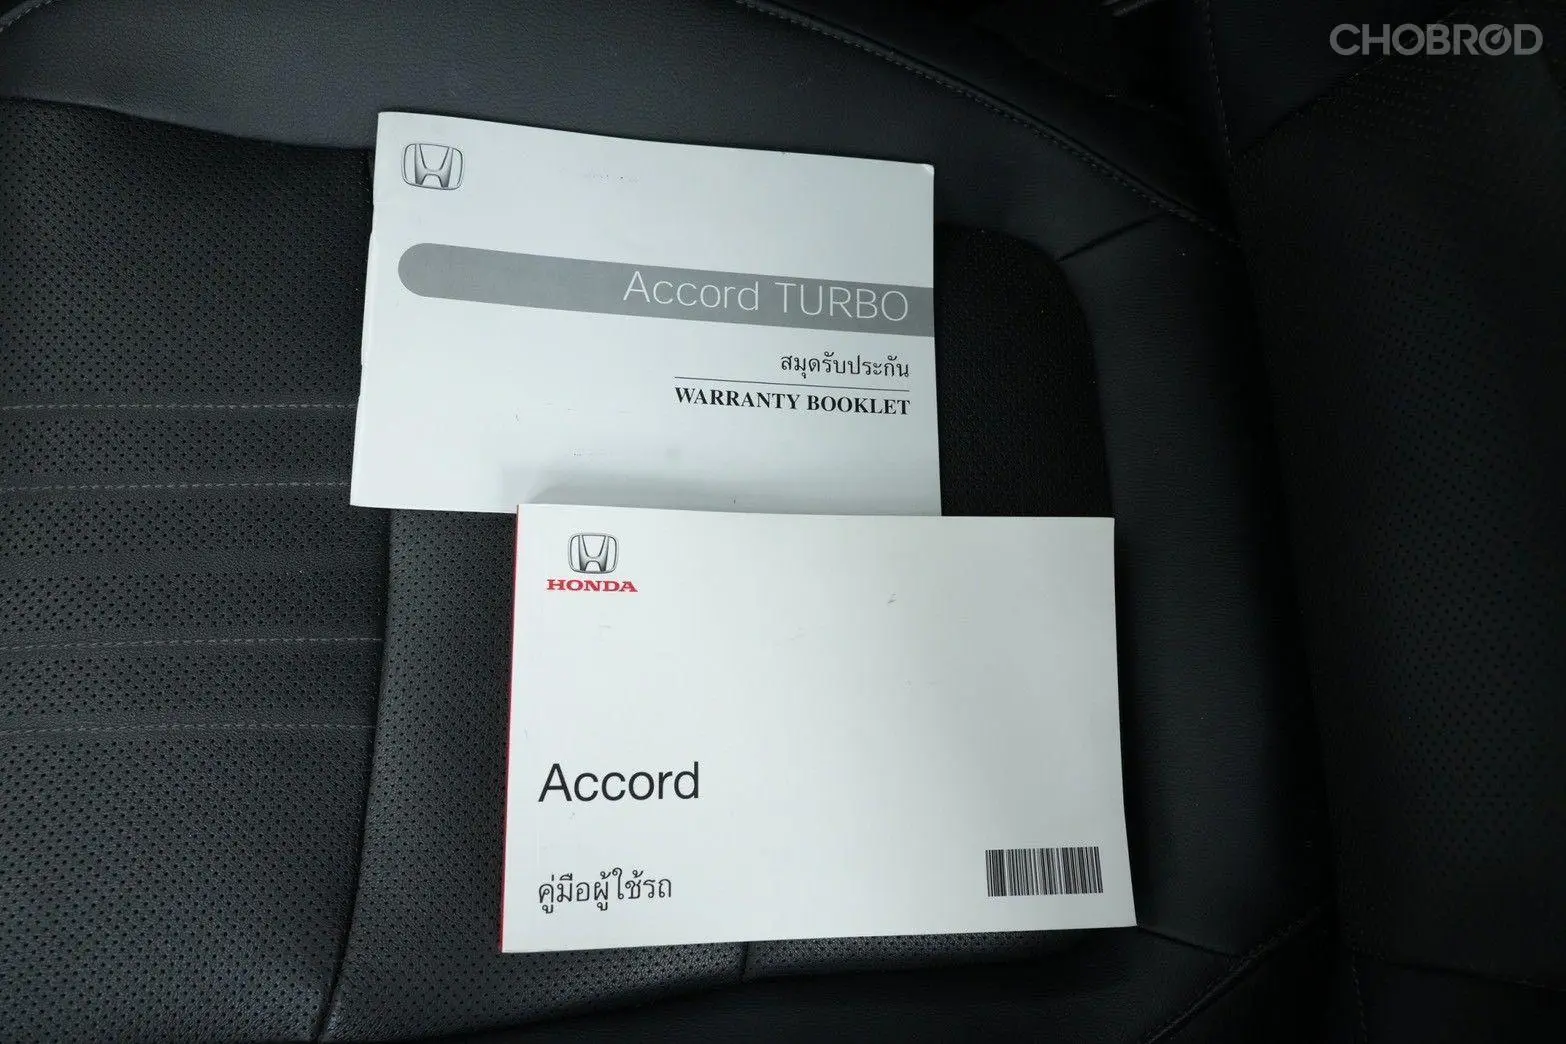 CHOBROD
Accord TURBO
สมุดรับประกัน
WARRANTY BOOKLET
HONDA
Accord
คู่มือผู้ใช้รถ